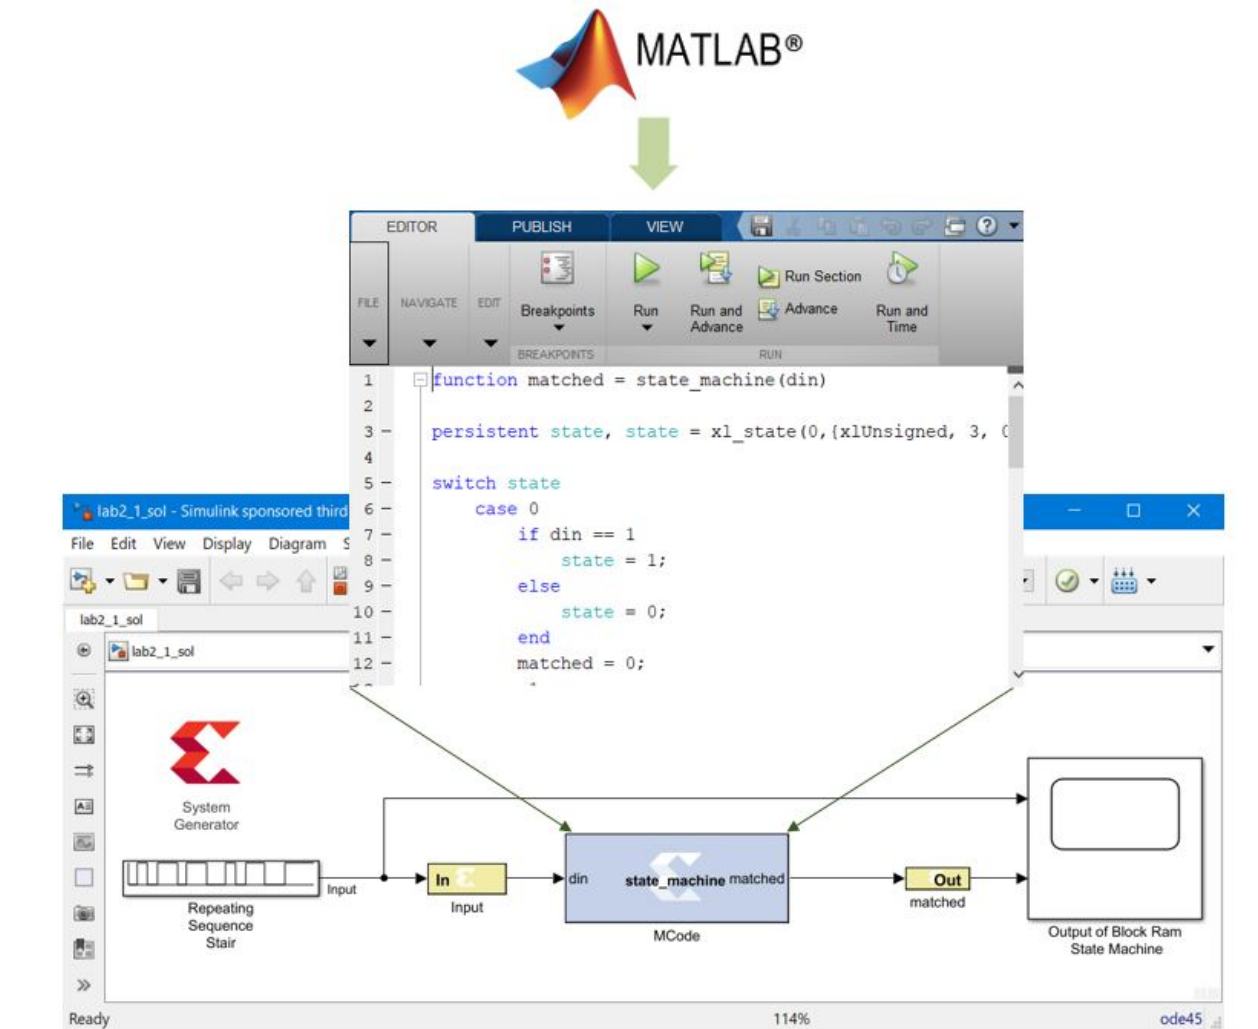 MATLAB®
EDITOR PUBLISH VIEW
FILE NAVIGATE EDIT Breakpoints Run Run and Advance Run Section Advance Run and Time
BREAKPOINTS RUN
1 function matched = state_machine(din)
2
3 persistent state, state = xl_state(0,{xlUnsigned, 3,
4
5 switch state
6 case 0
7 if din == 1
8 state = 1;
9 else
10 state = 0;
11 end
12 matched = 0;
lab2_1_sol - Simulink sponsored third
File Edit View Display Diagram
lab2_1_sol
lab2_1_sol
System
Generator
Input
Repeating
Sequence
Stair
In
Input
din state_machine matched
MCode
Out
matched
Output of Block Ram
State Machine
Ready 114% ode45